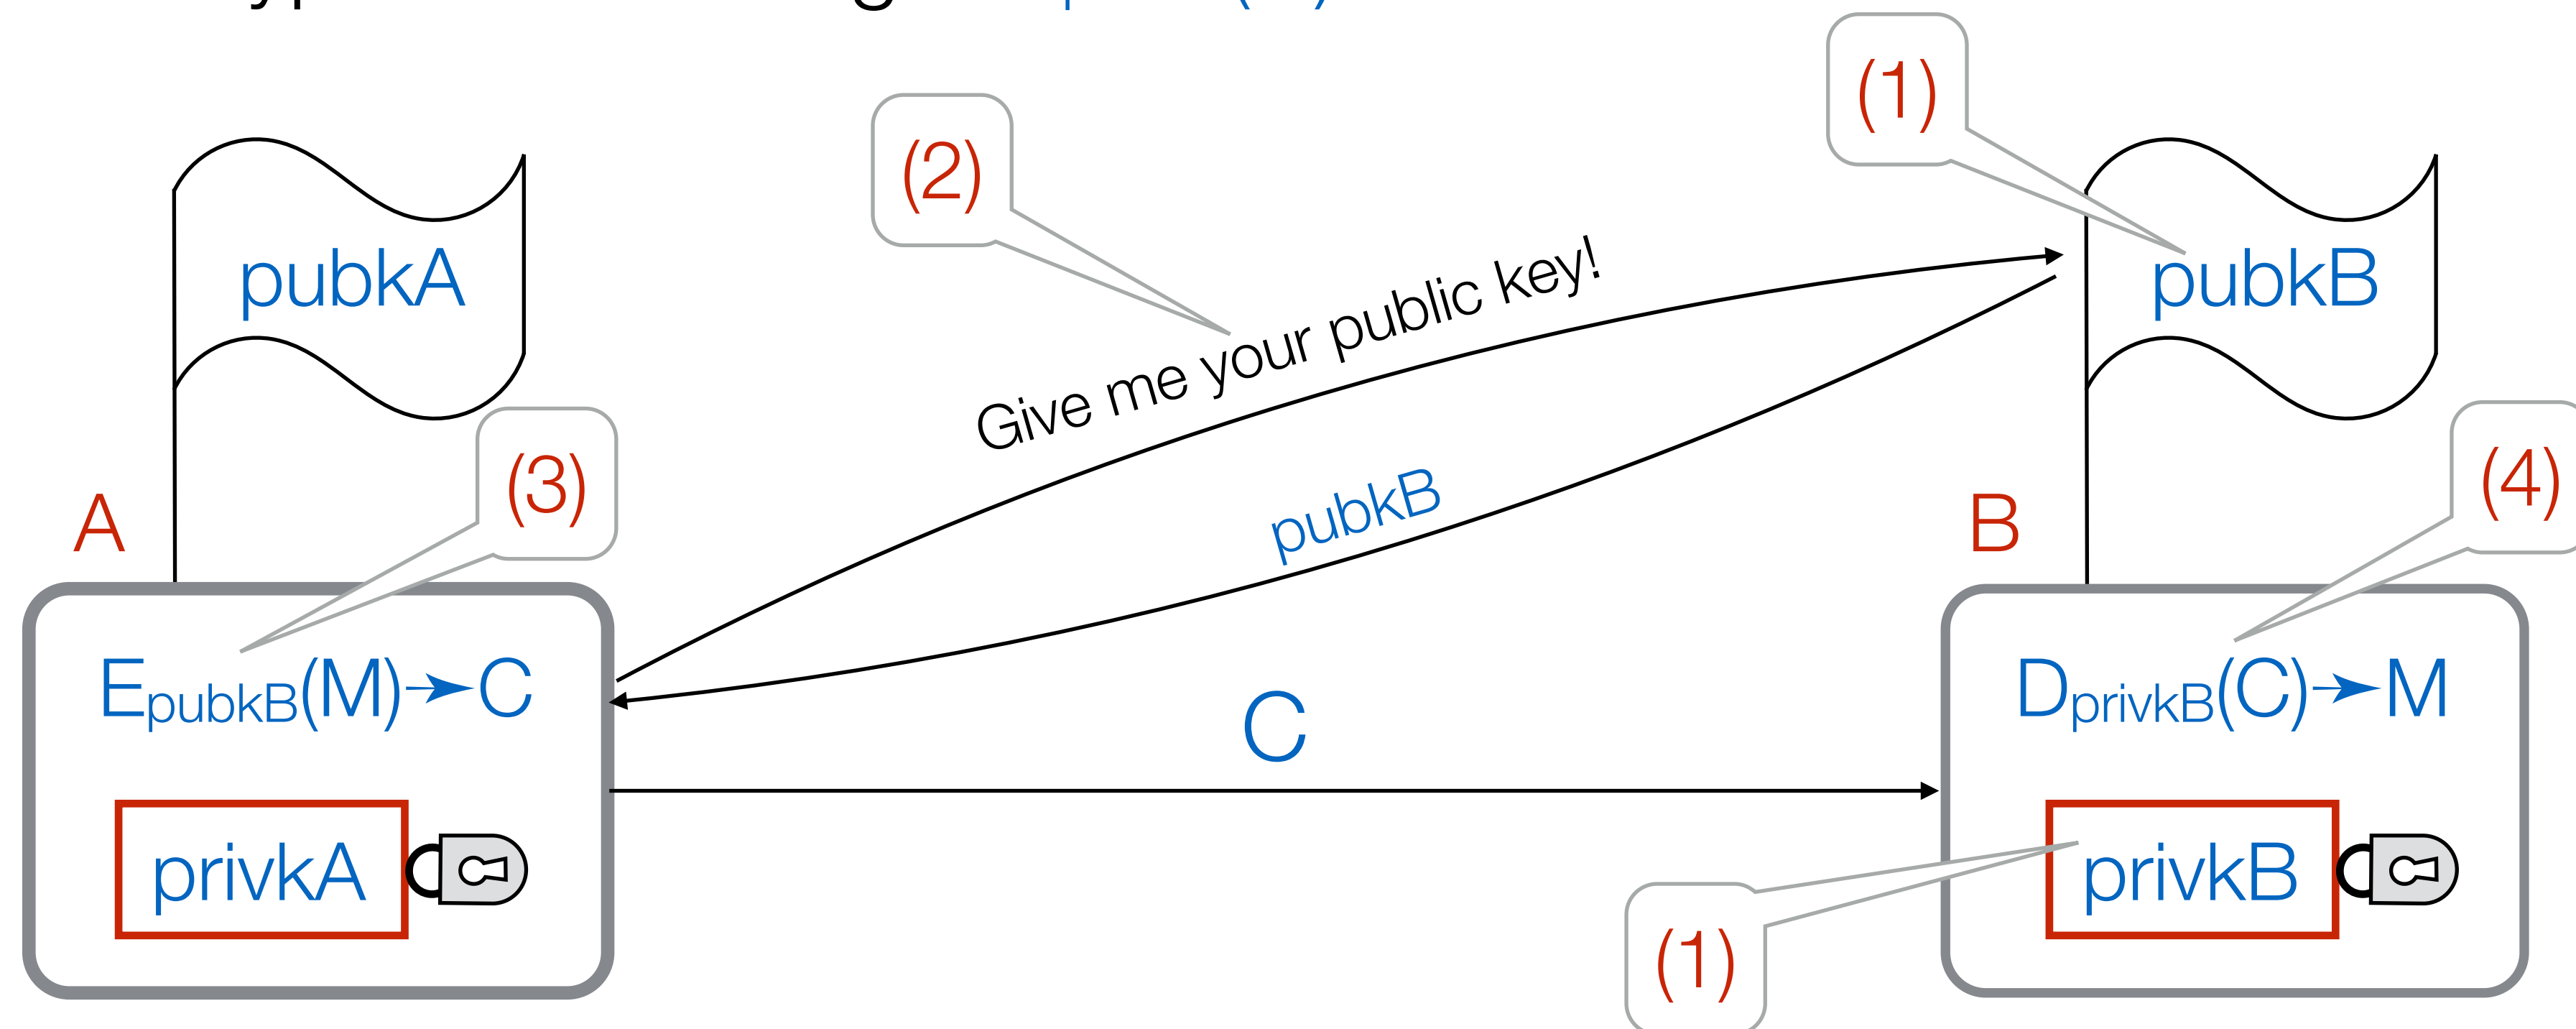 (1)
(2)
pubkA
pubkB
Give me your public key!
(3)
(4)
pubkB
A
B
EpubkB(M)➛C
C
DprivkB(C)➛M
privkA
privkB
(1)